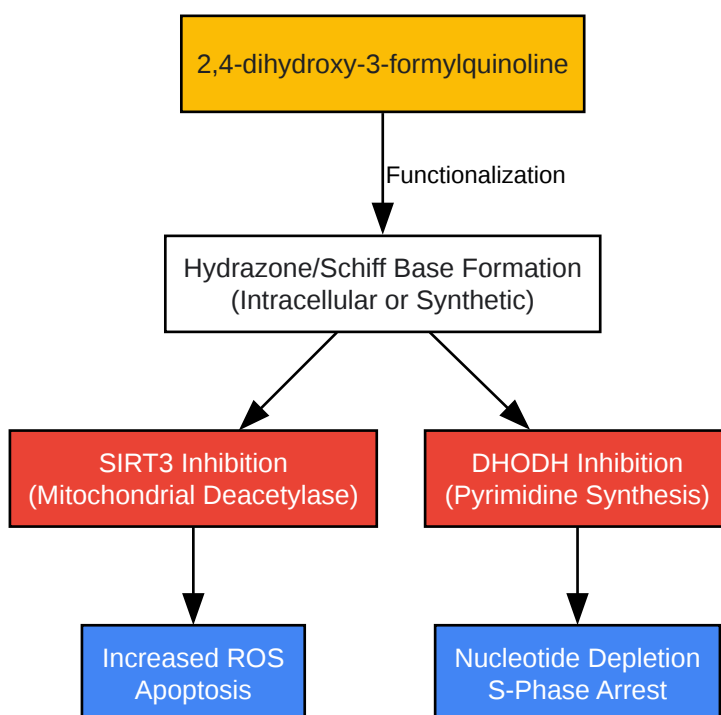 2,4-dihydroxy-3-formylquinoline
Functionalization
Hydrazone/Schiff Base Formation
(Intracellular or Synthetic)
SIRT3 Inhibition
(Mitochondrial Deacetylase)
DHODH Inhibition
(Pyrimidine Synthesis)
Increased ROS
Apoptosis
Nucleotide Depletion
S-Phase Arrest